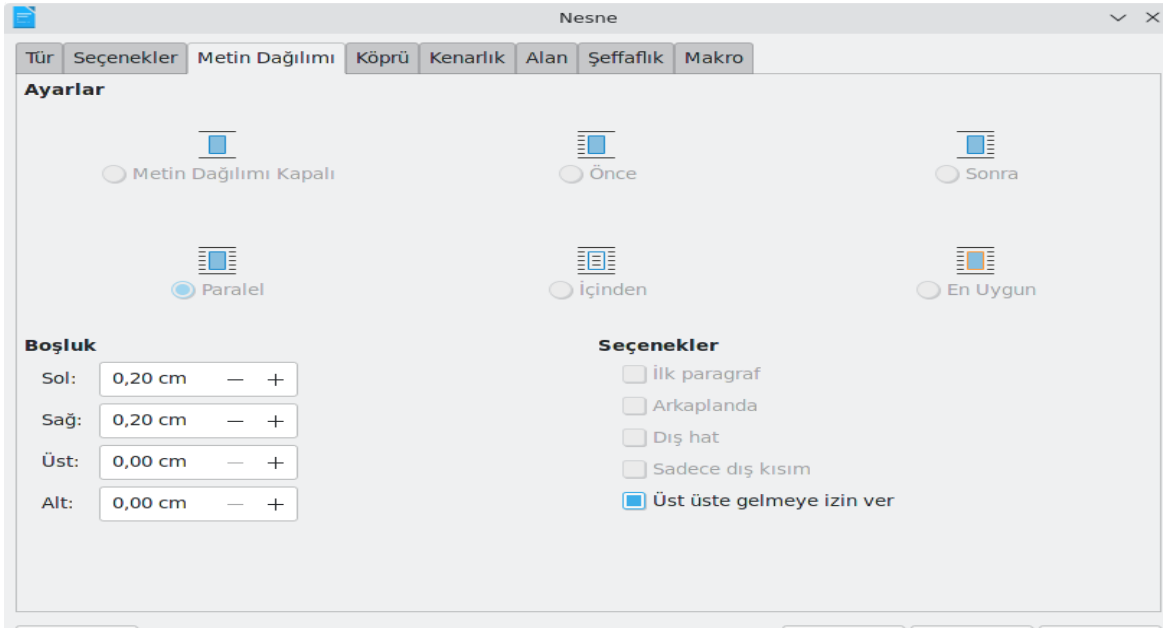 Nesne
Tür Seçenekler Metin Dağılımı Köprü Kenarlık Alan Şeffaflık Makro
Ayarlar
Metin Dağılımı Kapalı Önce Sonra
Paralel İçinden En Uygun
Boşluk Seçenekler
Sol: 0,20 cm İlk paragraf
Sağ: 0,20 cm Arkaplanda
Üst: 0,00 cm Dış hat
Alt: 0,00 cm Sadece dış kısım
Üst üste gelmeye izin ver